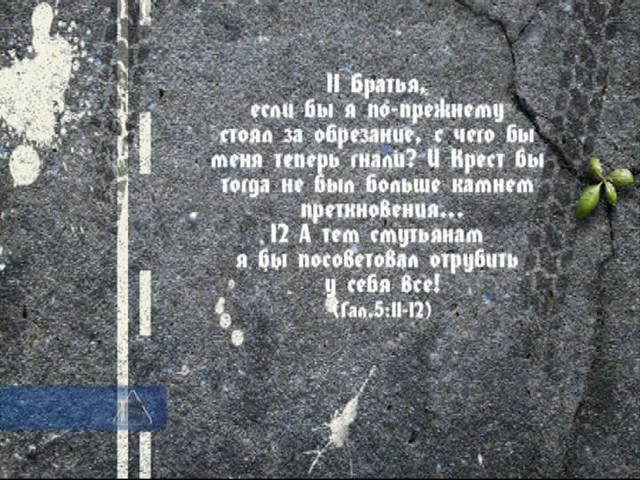 11 Братья,
если бы я по-прежнему
стоял за обрезание, с чего бы
меня теперь гнали? И Крест бы
тогда не был больше камнем
преткновения...
12 А тем смутьянам
я бы посоветовал отрубить
у себя все!
(Гал.5:11-12)